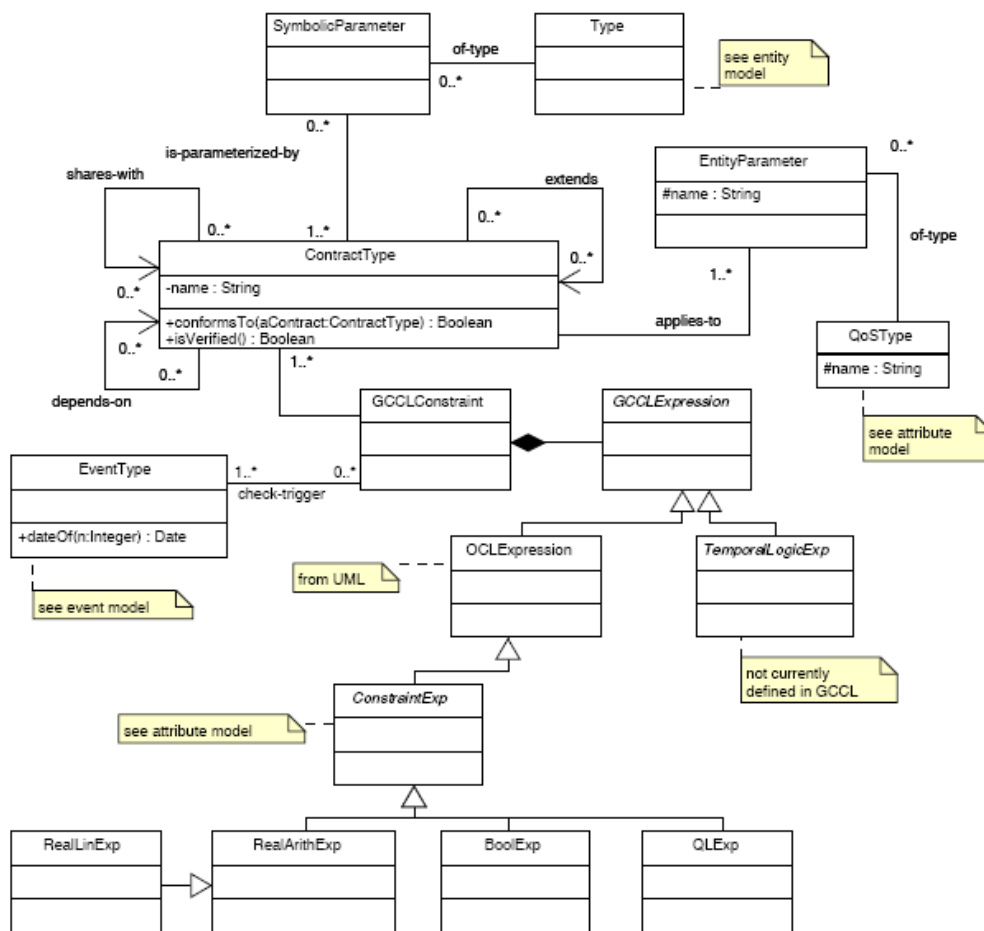 SymbolicParameter
Type
of-type
0..*
see entity
model
0..*
is-parameterized-by
1..*
shares-with
0..*
0..*
extends
0..*
0..*
EntityParameter
#name : String
0..*
of-type
1..*
applies-to
ContractType
-name : String
+conformsTo(aContract:ContractType) : Boolean
+isVerified() : Boolean
0..*
0..*
depends-on
1..*
QoSType
#name : String
see attribute
model
GCCLConstraint
GCCLExpression
EventType
+dateOf(n:Integer) : Date
1..*
0..*
check-trigger
see event model
OCLExpression
from UML
TemporalLogicExp
not currently
defined in GCCL
ConstraintExp
see attribute model
RealLinExp
RealArithExp
BoolExp
QLExp